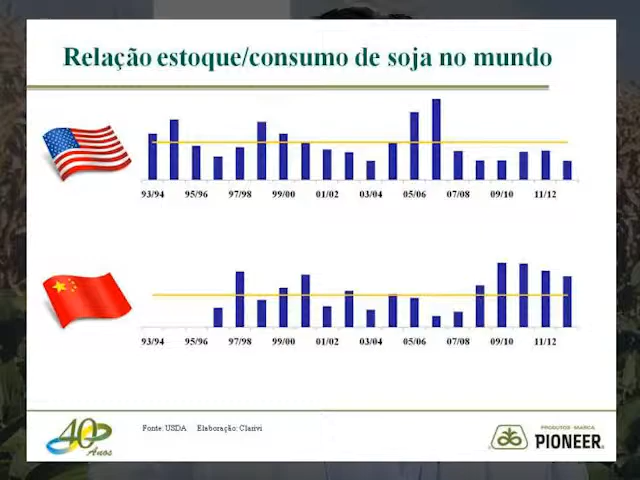 Relação estoque/consumo de soja no mundo
93/94 95/96 97/98 99/00 01/02 03/04 05/06 07/08 09/10 11/12
93/94 95/96 97/98 99/00 01/02 03/04 05/06 07/08 09/10 11/12
40
Anos
Fonte: USDA Elaboração: Clarivi
PRODUTOS MARCA
PIONEER